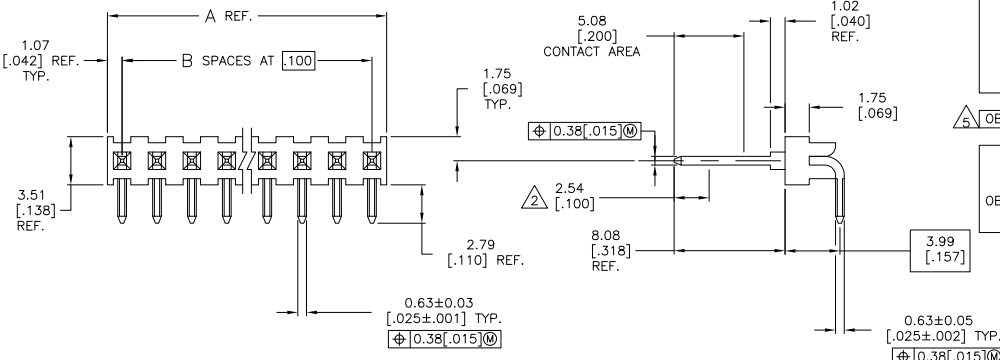 A REF.
1.07
[.042] REF.
TYP.
B SPACES AT .100
1.75
[.069]
TYP.
3.51
[.138]
REF.
2.79
[.110] REF.
0.63±0.03
[.025±.001] TYP.
⌖ 0.38[.015]Ⓜ
5.08
[.200]
CONTACT AREA
1.02
[.040]
REF.
1.75
[.069]
⌖ 0.38[.015]Ⓜ
2
2.54
[.100]
8.08
[.318]
REF.
3.99
[.157]
0.63±0.05
[.025±.002] TYP.
⌖ 0.38[.015]Ⓜ
5